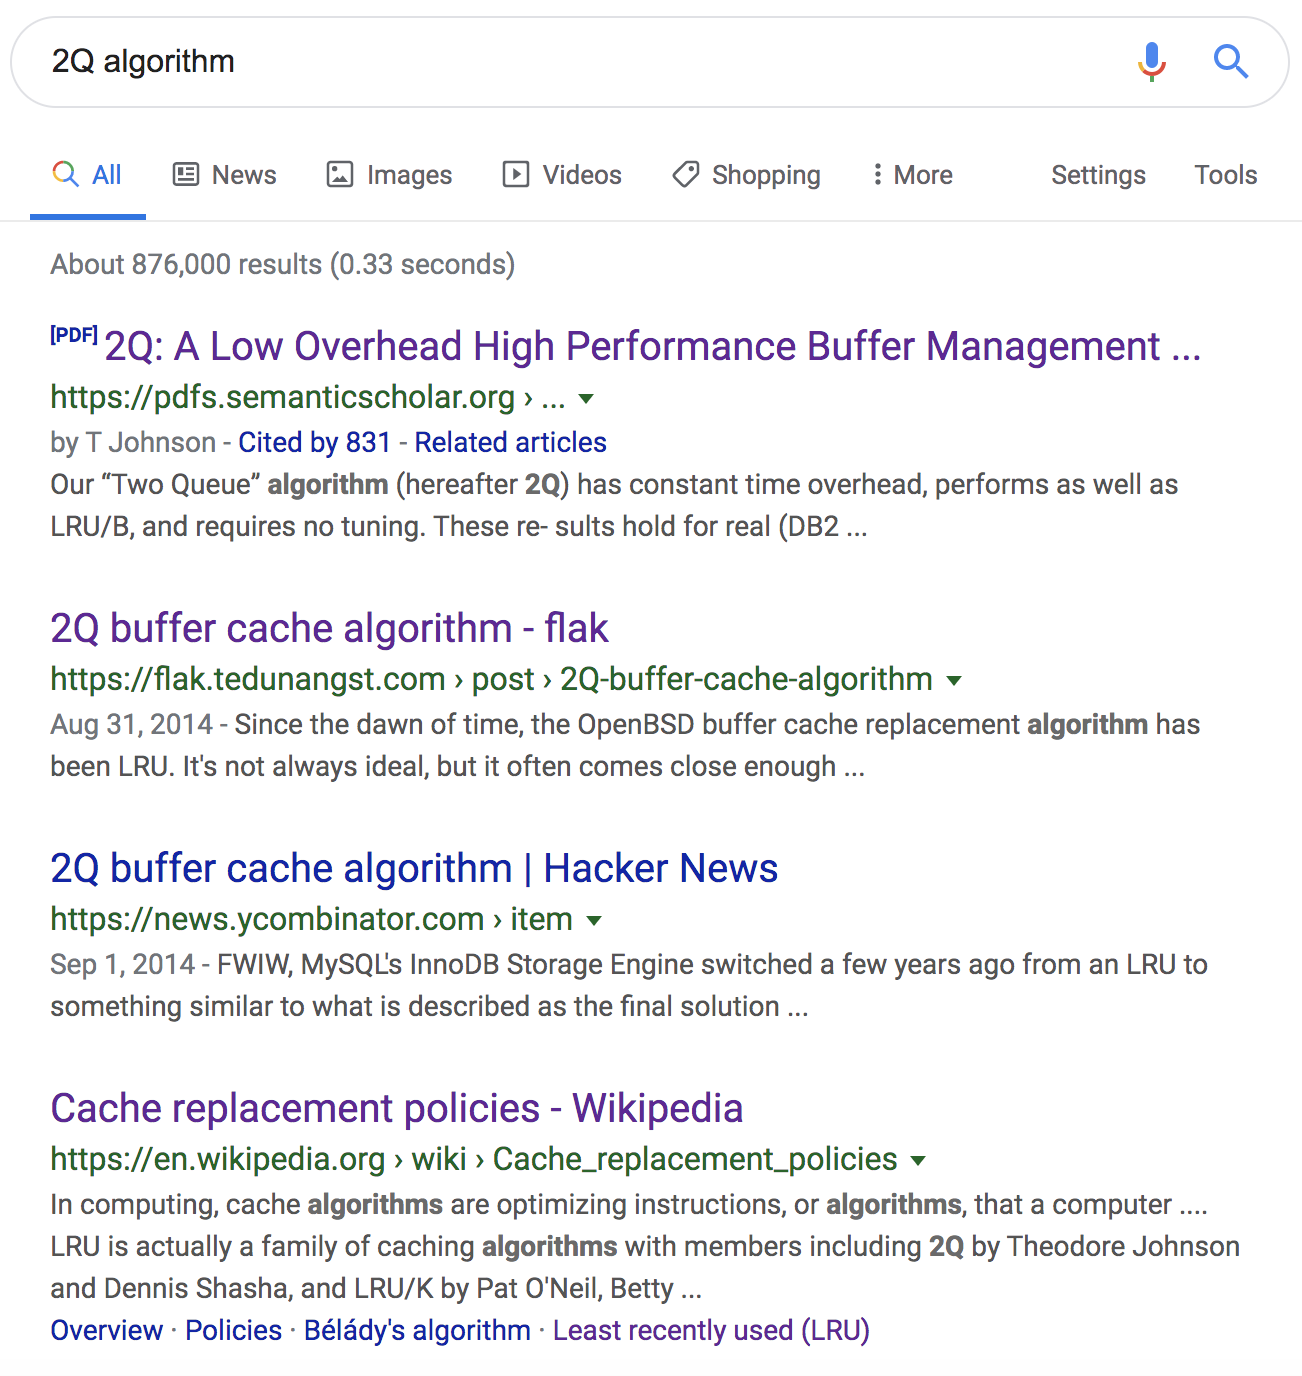 2Q algorithm
All News Images Videos Shopping More Settings Tools
About 876,000 results (0.33 seconds)
[PDF] 2Q: A Low Overhead High Performance Buffer Management ...
https://pdfs.semanticscholar.org › ...
by T Johnson - Cited by 831 - Related articles
Our “Two Queue” algorithm (hereafter 2Q) has constant time overhead, performs as well as
LRU/B, and requires no tuning. These re- sults hold for real (DB2 ...
2Q buffer cache algorithm - flak
https://flak.tedunangst.com › post › 2Q-buffer-cache-algorithm
Aug 31, 2014 - Since the dawn of time, the OpenBSD buffer cache replacement algorithm has
been LRU. It's not always ideal, but it often comes close enough ...
2Q buffer cache algorithm | Hacker News
https://news.ycombinator.com › item
Sep 1, 2014 - FWIW, MySQL's InnoDB Storage Engine switched a few years ago from an LRU to
something similar to what is described as the final solution ...
Cache replacement policies - Wikipedia
https://en.wikipedia.org › wiki › Cache_replacement_policies
In computing, cache algorithms are optimizing instructions, or algorithms, that a computer ....
LRU is actually a family of caching algorithms with members including 2Q by Theodore Johnson
and Dennis Shasha, and LRU/K by Pat O'Neil, Betty ...
Overview · Policies · Bélády's algorithm · Least recently used (LRU)